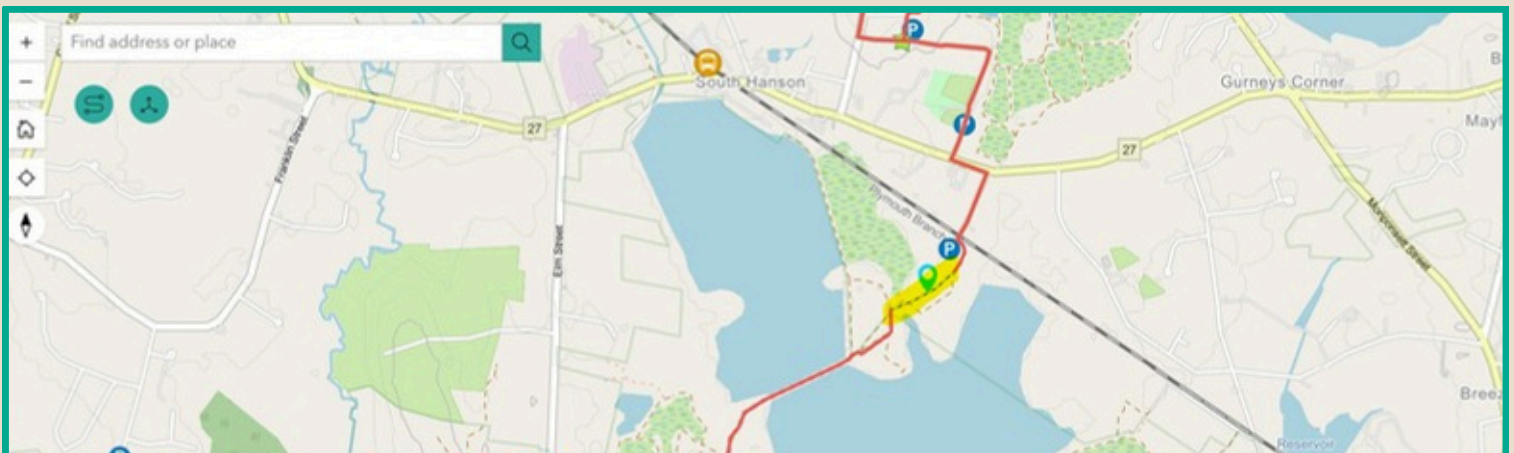 Find address or place
South Hanson
Gurneys Corner
27
27
Franklin Street
Elm Street
Plymouth Branch
Monponsett Street
Reservoir
P
P
P